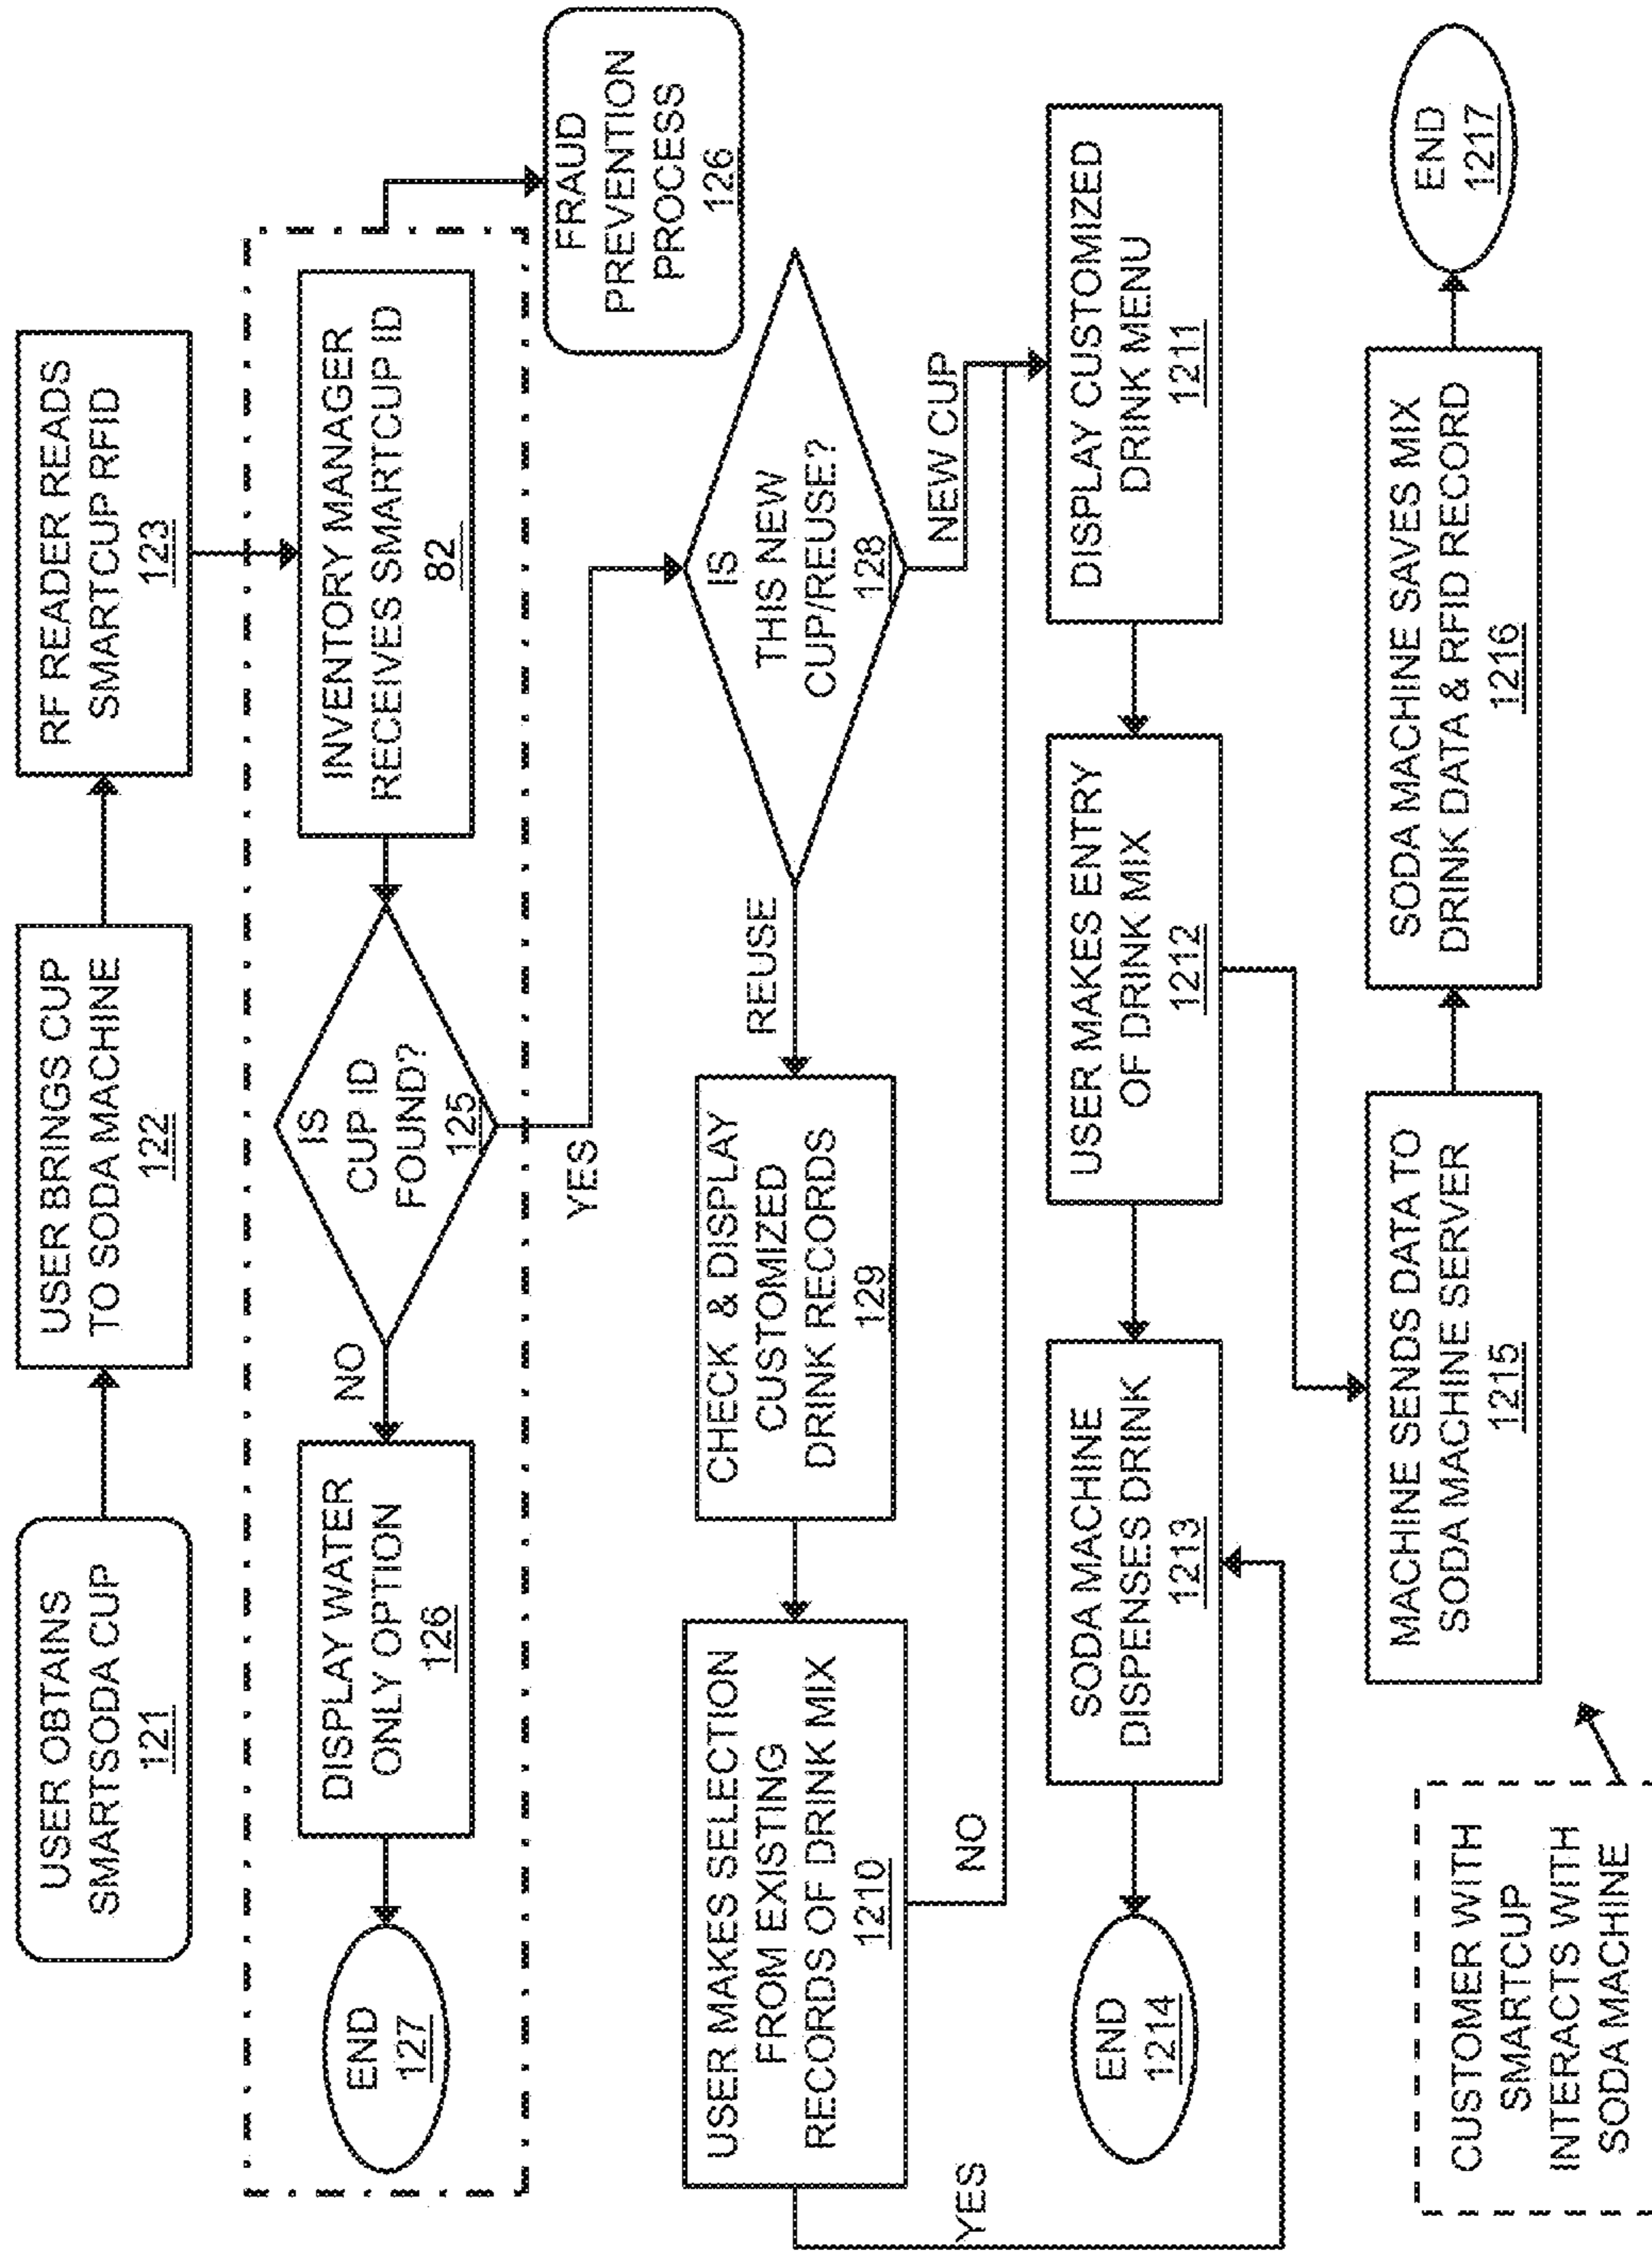 USER OBTAINS
SMARTSODA CUP
121
USER BRINGS CUP
TO SODA MACHINE
122
RF READER READS
SMARTCUP RFID
123
INVENTORY MANAGER
RECEIVES SMARTCUP ID
82
IS
CUP ID
FOUND?
125
NO
DISPLAY WATER
ONLY OPTION
126
END
127
YES
FRAUD
PREVENTION
PROCESS
126
IS
THIS NEW
CUP/REUSE?
128
REUSE
NEW CUP
CHECK & DISPLAY
CUSTOMIZED
DRINK RECORDS
129
USER MAKES SELECTION
FROM EXISTING
RECORDS OF DRINK MIX
1210
NO
YES
DISPLAY CUSTOMIZED
DRINK MENU
1211
USER MAKES ENTRY
OF DRINK MIX
1212
SODA MACHINE
DISPENSES DRINK
1213
END
1214
MACHINE SENDS DATA TO
SODA MACHINE SERVER
1215
SODA MACHINE SAVES MIX
DRINK DATA & RFID RECORD
1216
END
1217
CUSTOMER WITH
SMARTCUP
INTERACTS WITH
SODA MACHINE